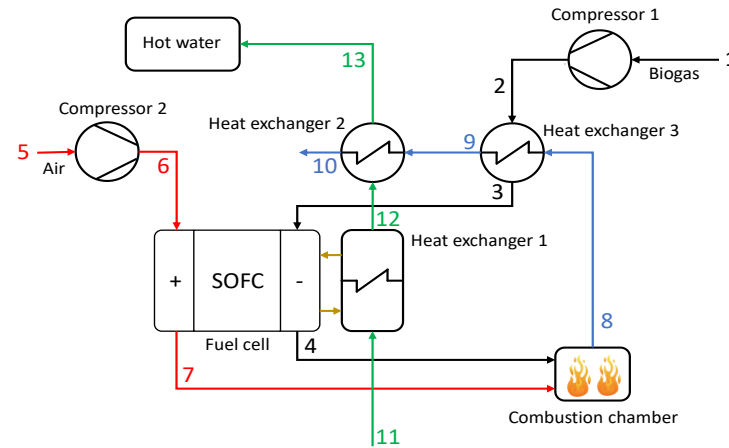 Compressor 1
Hot water
13
2
Biogas
1
Compressor 2
Heat exchanger 2
Heat exchanger 3
5
Air
6
10
9
3
12
Heat exchanger 1
+
SOFC
-
Fuel cell
4
8
7
Combustion chamber
11